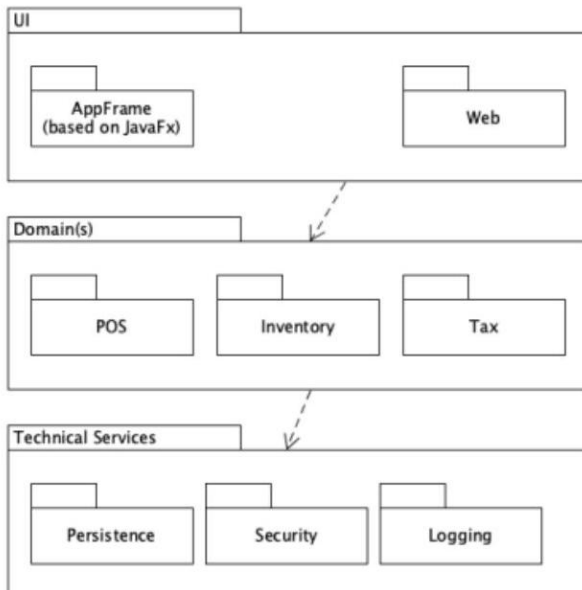 UI
AppFrame
(based on JavaFx)
Web
Domain(s)
POS
Inventory
Tax
Technical Services
Persistence
Security
Logging